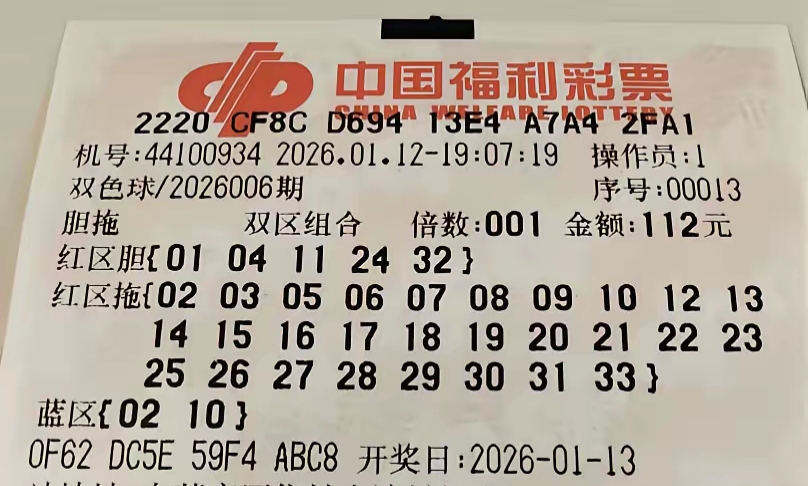 中国福利彩票
CHINA WELFARE LOTTERY
2220 CF8C D694 13E4 A7A4 2FA1
机号:44100934 2026.01.12-19:07:19 操作员:1
双色球/2026006期 序号:00013
胆拖 双区组合 倍数:001 金额:112元
红区胆{01 04 11 24 32}
红区拖{02 03 05 06 07 08 09 10 12 13
14 15 16 17 18 19 20 21 22 23
25 26 27 28 29 30 31 33}
蓝区{02 10}
0F62 DC5E 59F4 ABC8 开奖日:2026-01-13